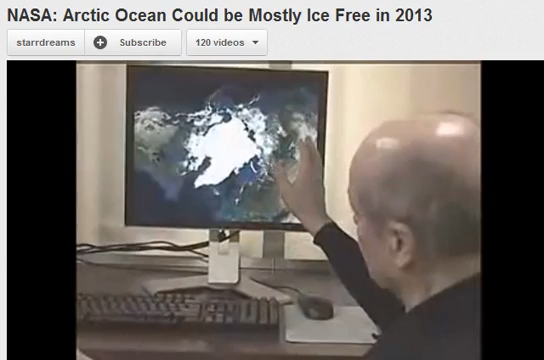 NASA: Arctic Ocean Could be Mostly Ice Free in 2013
starrdreams Subscribe 120 videos